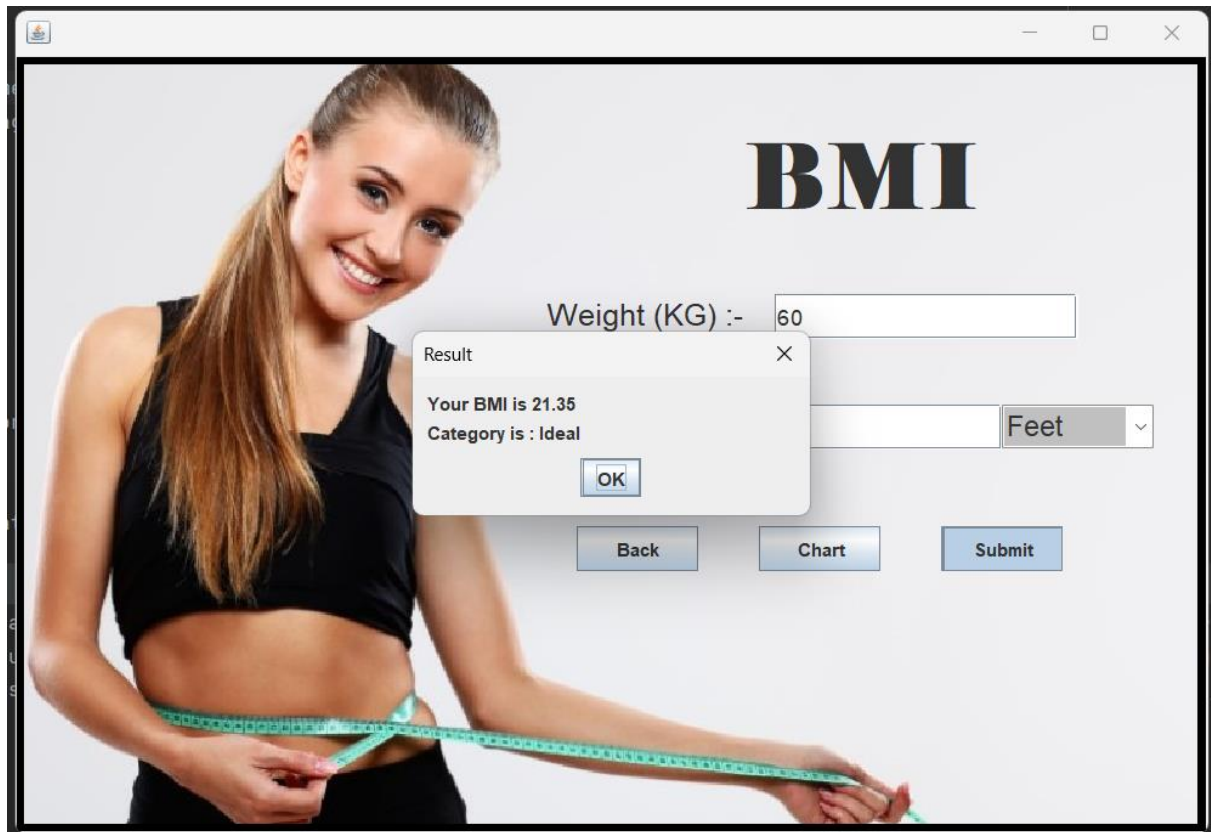 BMI
Weight (KG) :- 60
Result
Your BMI is 21.35
Category is : Ideal
Feet
OK
Back Chart Submit